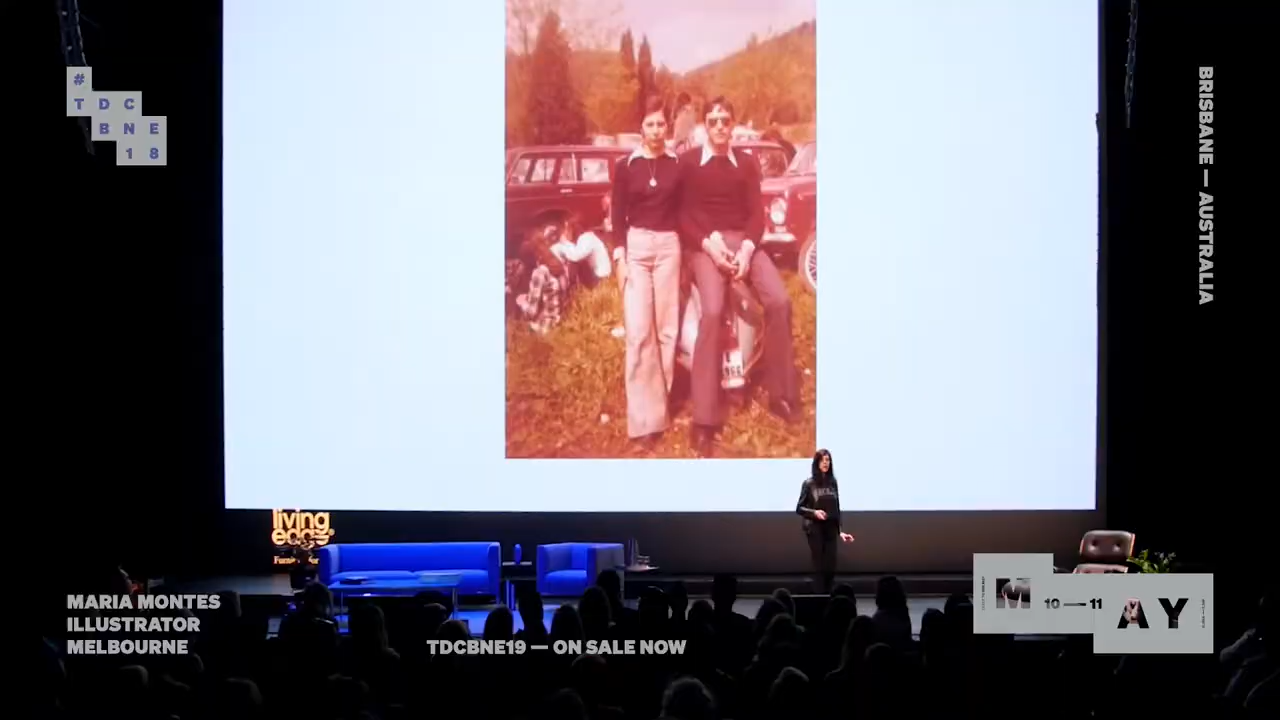 #
TDC
BNE
18
BRISBANE — AUSTRALIA
living
edge
MARIA MONTES
ILLUSTRATOR
MELBOURNE
TDCBNE19 — ON SALE NOW
M
10 — 11
AY